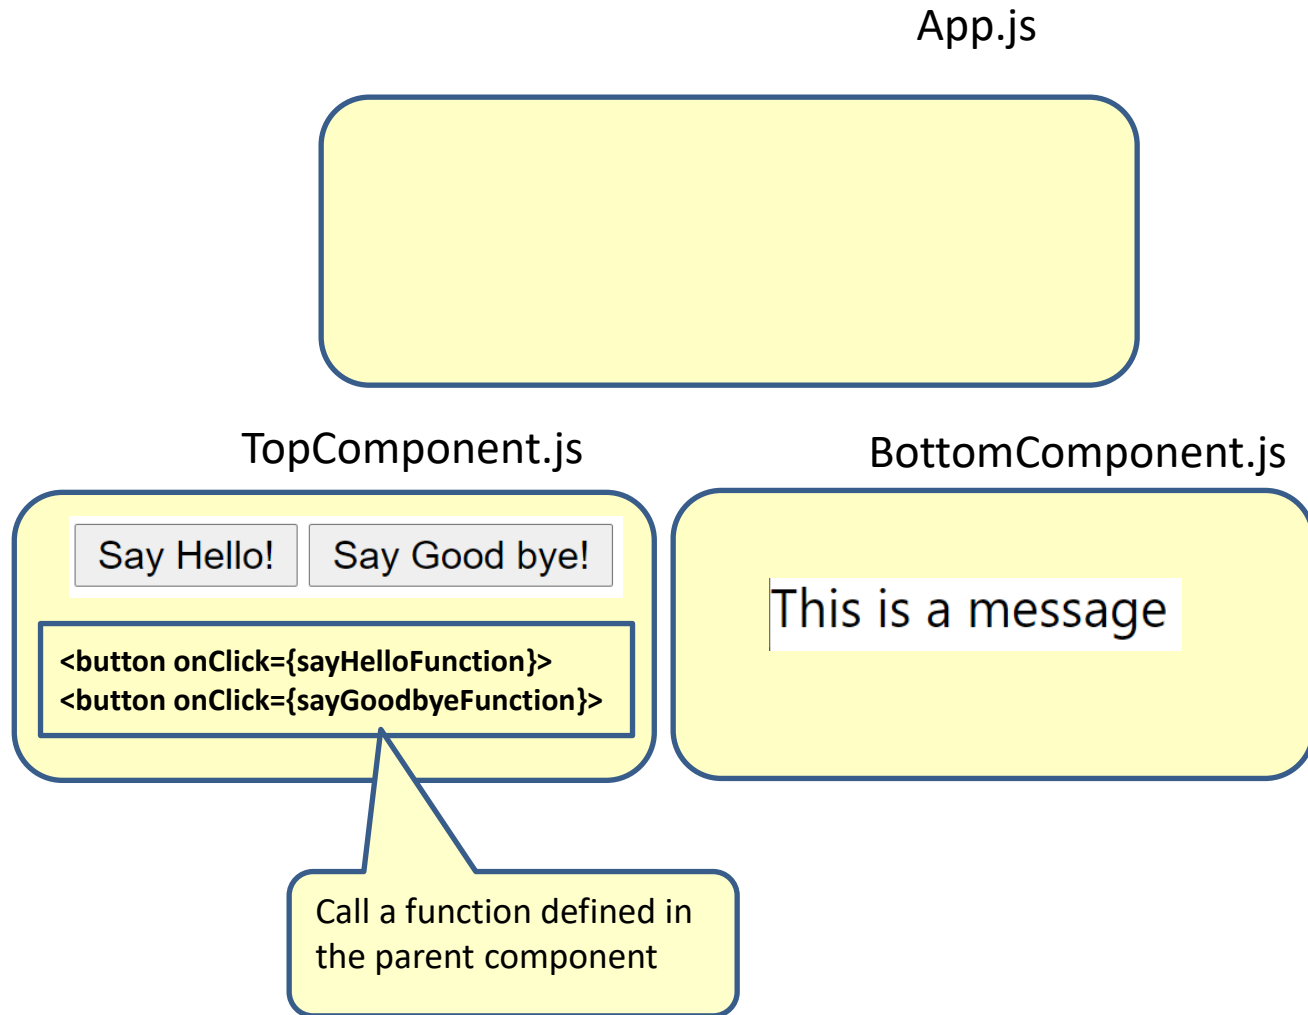 App.js
TopComponent.js
BottomComponent.js
Say Hello!
Say Good bye!
<button onClick={sayHelloFunction}>
<button onClick={sayGoodbyeFunction}>
This is a message
Call a function defined in
the parent component